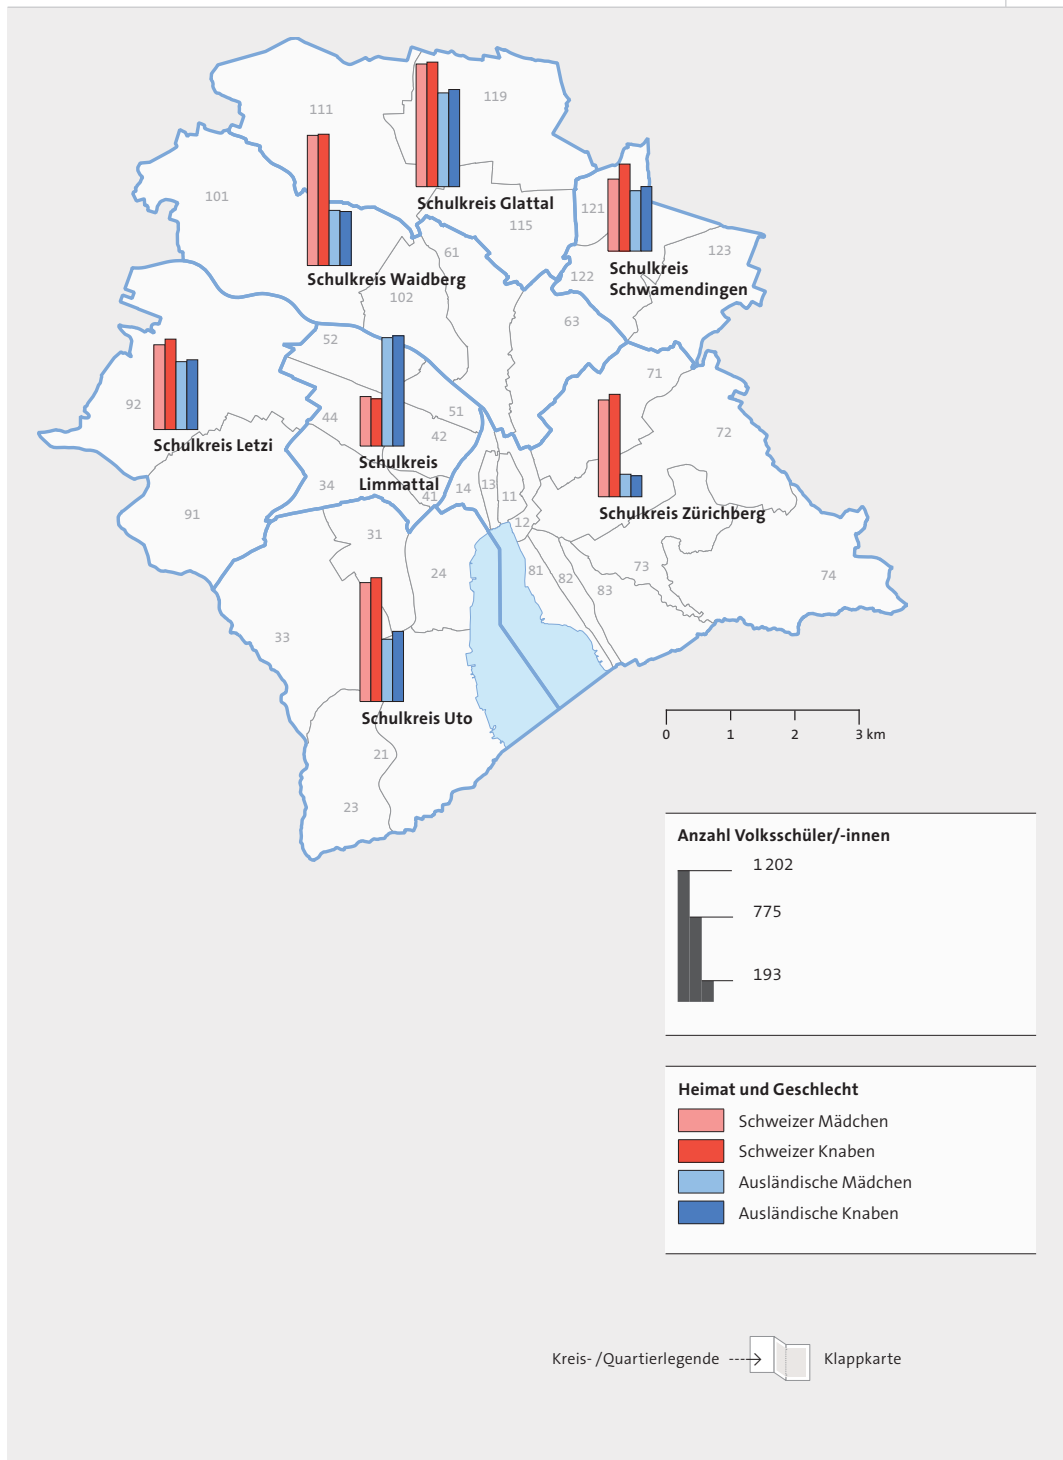 111
119
101
Schulkreis Glattal
121
115
61
123
Schulkreis
Schwamendingen
122
Schulkreis Waidberg
102
63
52
71
92
44
51
42
72
Schulkreis Letzi
Schulkreis
Limmattal
34
41
14
13
11
12
91
Schulkreis Zürichberg
31
24
81
82
83
73
74
33
Schulkreis Uto
21
23
0 1 2 3 km
Anzahl Volksschüler/-innen
1 202
775
193
Heimat und Geschlecht
Schweizer Mädchen
Schweizer Knaben
Ausländische Mädchen
Ausländische Knaben
Kreis- /Quartierlegende
Klappkarte